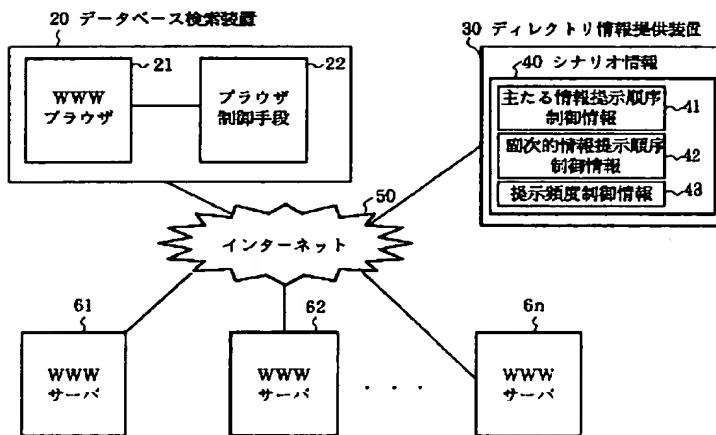 20 データベース検索装置
21
WWW
ブラウザ
22
ブラウザ
制御手段
30 ディレクトリ情報提供装置
40 シナリオ情報
主たる情報提示順序
制御情報
41
副次的情報提示順序
制御情報
42
提示頻度制御情報
43
50
インターネット
61
WWW
サーバ
62
WWW
サーバ
・・・
6n
WWW
サーバ